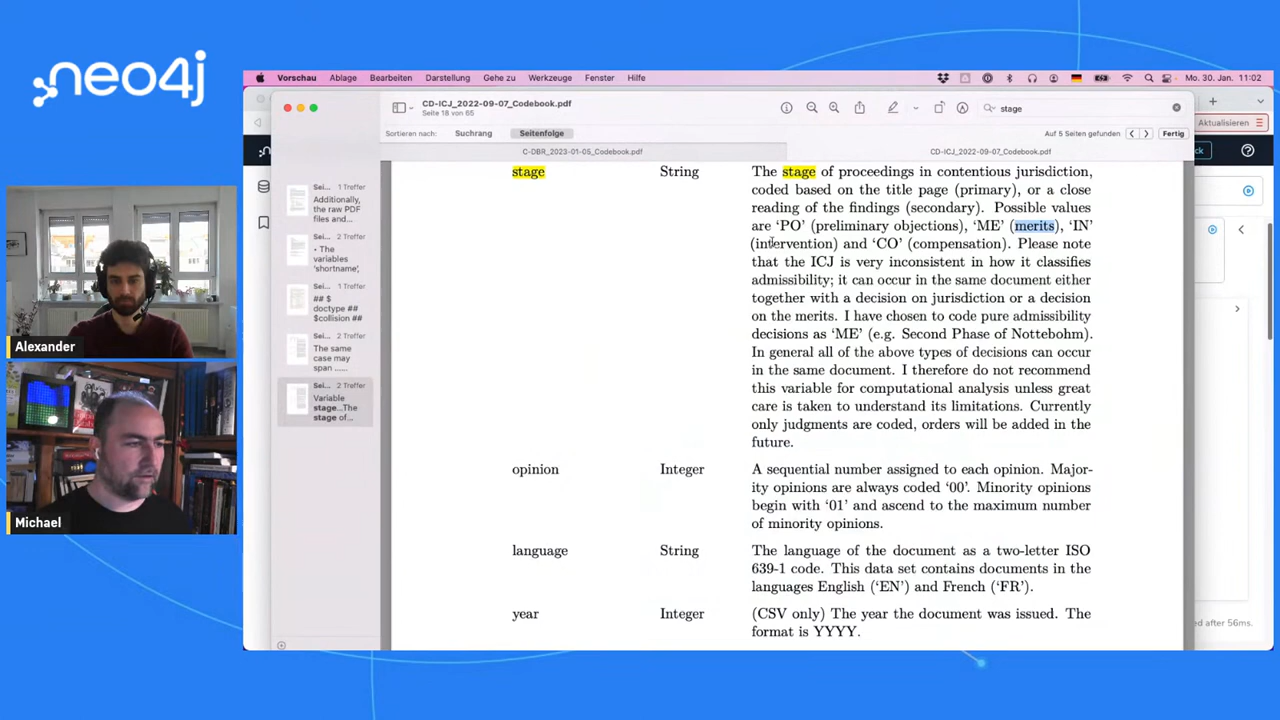 neo4j
Vorschau Ablage Bearbeiten Darstellung Gehe zu Werkzeuge Fenster Hilfe
Mo. 30. Jan. 11:02
CD-ICJ_2022-09-07_Codebook.pdf
Seite 18 von 65
stage
Sortieren nach: Suchrang Seitenfolge
Auf 5 Seiten gefunden
Fertig
Aktualisieren
C-DBR_2023-01-05_Codebook.pdf
CD-ICJ_2022-09-07_Codebook.pdf
Sei... 1 Treffer
Additionally,
the raw PDF
files and...
Sei... 2 Treffer
• The
variables
‘shortname’,
Sei... 1 Treffer
## $
doctype ##
$collision ##
Sei... 2 Treffer
The same
case may
span ......
Sei... 2 Treffer
Variable
stage...The
stage of...
stage String The stage of proceedings in contentious jurisdiction,
coded based on the title page (primary), or a close
reading of the findings (secondary). Possible values
are ‘PO’ (preliminary objections), ‘ME’ (merits), ‘IN’
(intervention) and ‘CO’ (compensation). Please note
that the ICJ is very inconsistent in how it classifies
admissibility; it can occur in the same document either
together with a decision on jurisdiction or a decision
on the merits. I have chosen to code pure admissibility
decisions as ‘ME’ (e.g. Second Phase of Nottebohm).
In general all of the above types of decisions can occur
in the same document. I therefore do not recommend
this variable for computational analysis unless great
care is taken to understand its limitations. Currently
only judgments are coded, orders will be added in the
future.
opinion Integer A sequential number assigned to each opinion. Major-
ity opinions are always coded ‘00’. Minority opinions
begin with ‘01’ and ascend to the maximum number
of minority opinions.
language String The language of the document as a two-letter ISO
639-1 code. This data set contains documents in the
languages English (‘EN’) and French (‘FR’).
year Integer (CSV only) The year the document was issued. The
format is YYYY.
after 56ms.
Alexander
Michael